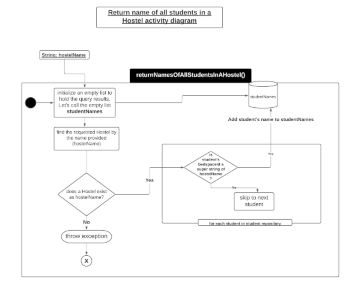 Return name of all students in a
Hostel activity diagram
String: hostelName
returnNamesOfAllStudentsInAHostel()
initialize an empty list to
hold the query results.
Let's call the empty list
studentNames
studentNames
Add student's name to studentNames
find the requested Hostel by
the name provided
(hostelName)
Yes
is
student's
bedspaceId a
super string of
hostelName
?
does a Hostel exist
as hostelName?
Yes
No
skip to next
student
No
for each student in student repository
throw exception
X